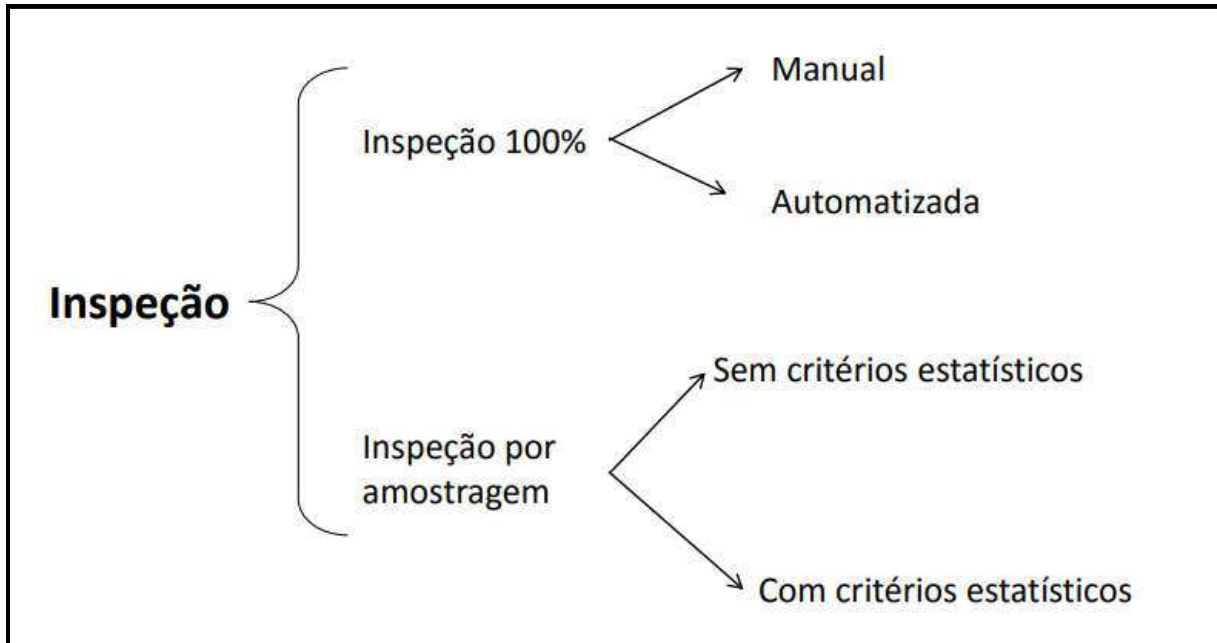 Inspeção
Inspeção 100%
Manual
Automatizada
Inspeção por
amostragem
Sem critérios estatísticos
Com critérios estatísticos